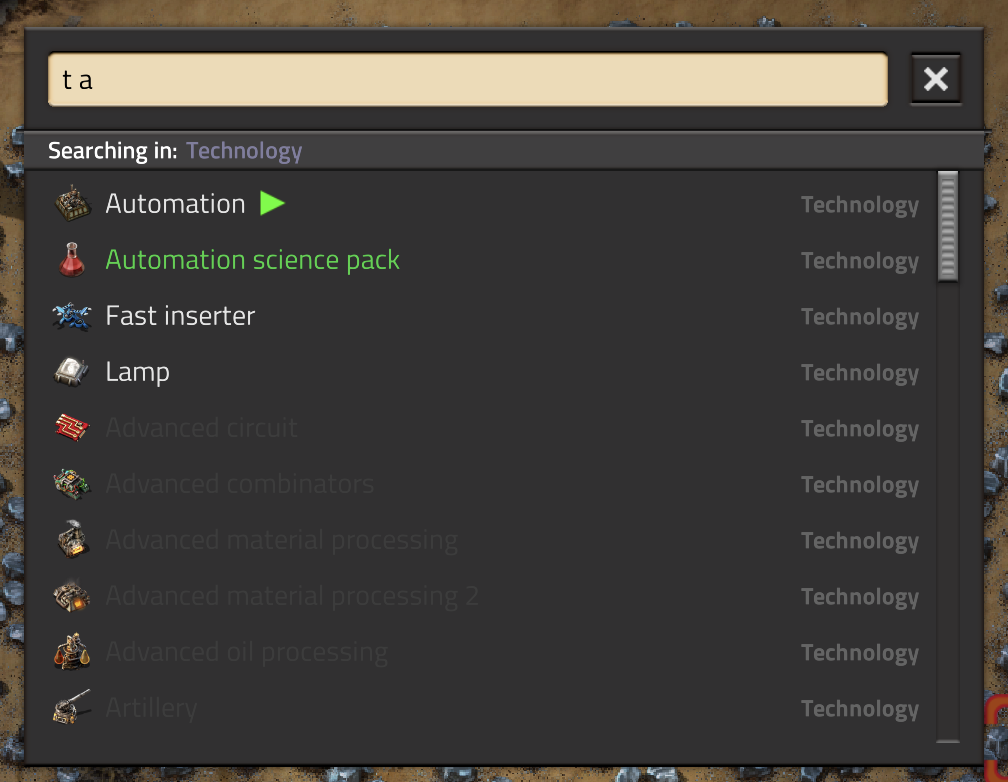 t a
Searching in: Technology
Automation Technology
Automation science pack Technology
Fast inserter Technology
Lamp Technology
Advanced circuit Technology
Advanced combinators Technology
Advanced material processing Technology
Advanced material processing 2 Technology
Advanced oil processing Technology
Artillery Technology